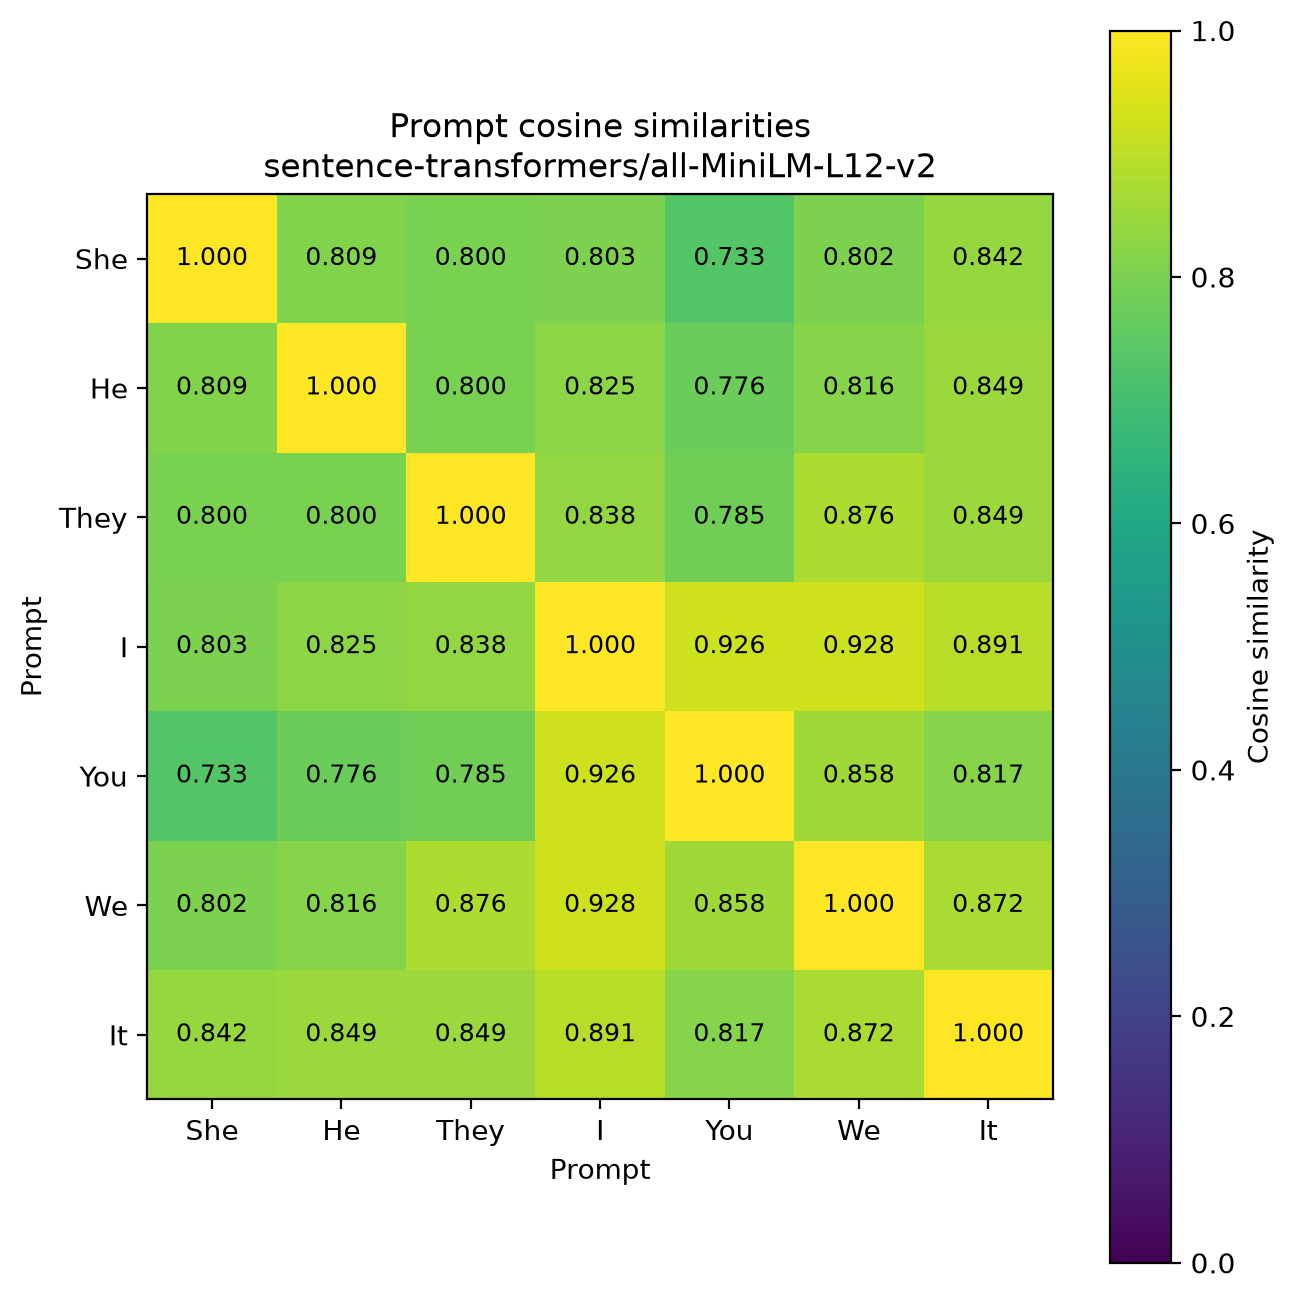 Prompt cosine similarities
sentence-transformers/all-MiniLM-L12-v2
She 1.000 0.809 0.800 0.803 0.733 0.802 0.842
He 0.809 1.000 0.800 0.825 0.776 0.816 0.849
They 0.800 0.800 1.000 0.838 0.785 0.876 0.849
I 0.803 0.825 0.838 1.000 0.926 0.928 0.891
You 0.733 0.776 0.785 0.926 1.000 0.858 0.817
We 0.802 0.816 0.876 0.928 0.858 1.000 0.872
It 0.842 0.849 0.849 0.891 0.817 0.872 1.000
She He They I You We It
Prompt
Prompt
1.0
0.8
0.6
0.4
0.2
0.0
Cosine similarity